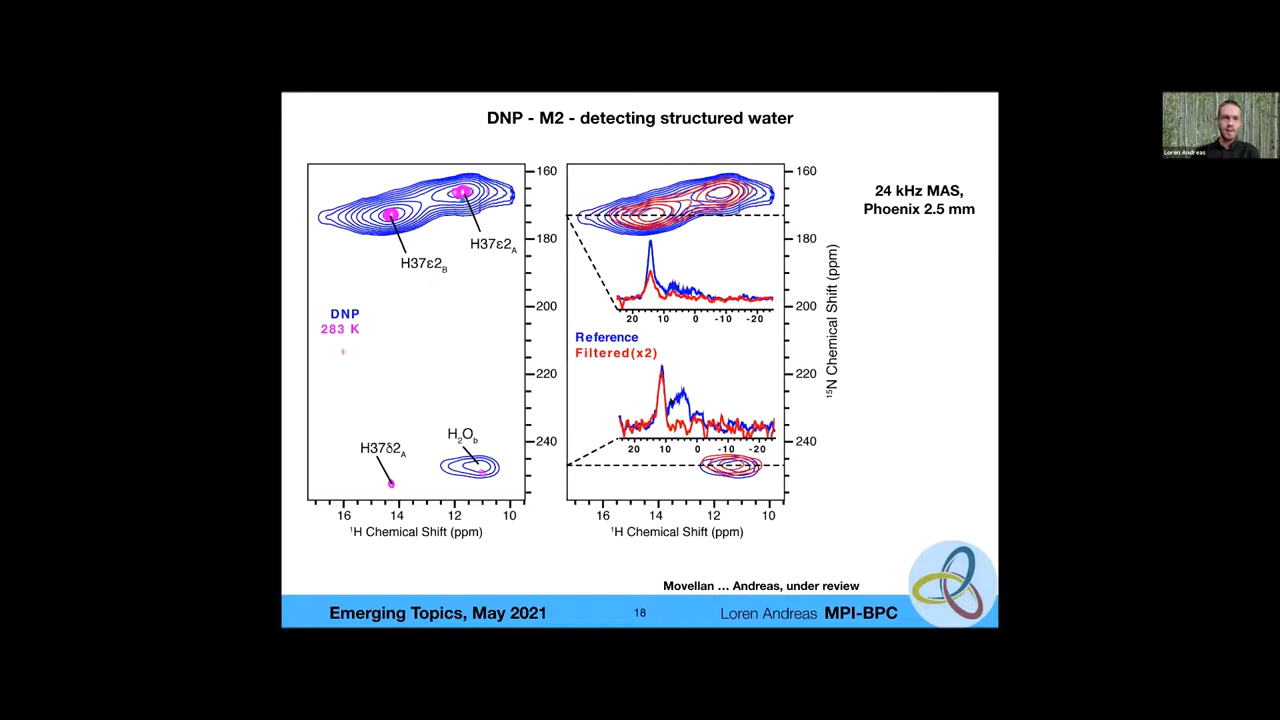 DNP - M2 - detecting structured water
24 kHz MAS,
Phoenix 2.5 mm
Loren Andreas
160
180
200
220
240
H37ε2A
H37ε2B
DNP
283 K
H37δ2A
H2Ob
16 14 12 10
¹H Chemical Shift (ppm)
20 10 0 -10 -20
Reference
Filtered(x2)
20 10 0 -10 -20
160
180
200
220
240
¹⁵N Chemical Shift (ppm)
16 14 12 10
¹H Chemical Shift (ppm)
Movellan ... Andreas, under review
Emerging Topics, May 2021 18 Loren Andreas MPI-BPC